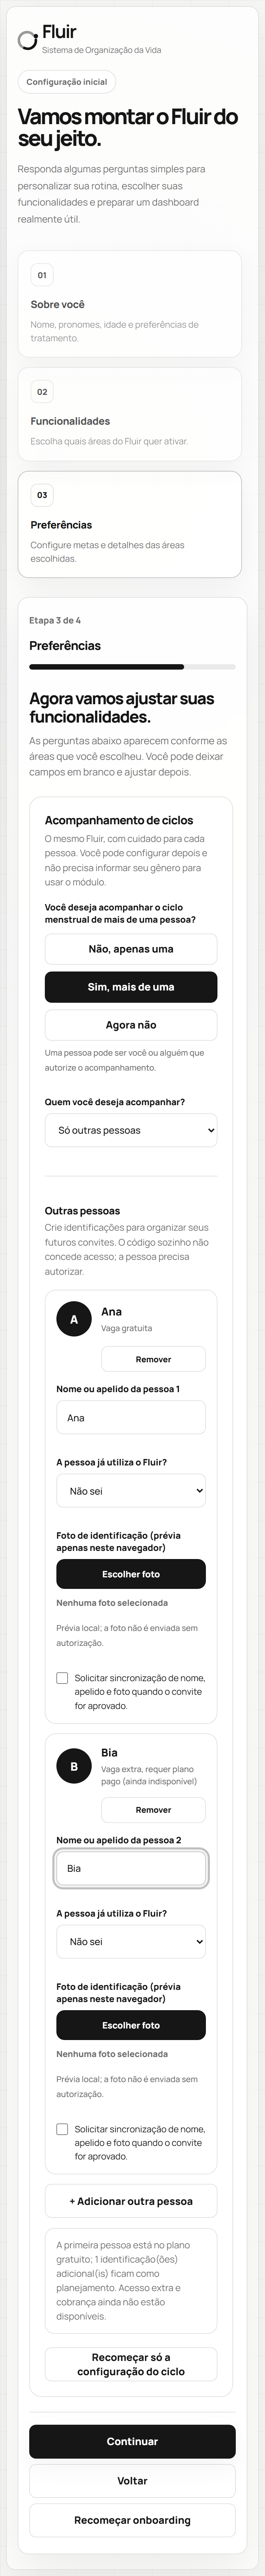 Fluir
Sistema de Organização da Vida
Configuração inicial
Vamos montar o Fluir do
seu jeito.
Responda algumas perguntas simples para
personalizar sua rotina, escolher suas
funcionalidades e preparar um dashboard
realmente útil.
01
Sobre você
Nome, pronomes, idade e preferências de
tratamento.
02
Funcionalidades
Escolha quais áreas do Fluir quer ativar.
03
Preferências
Configure metas e detalhes das áreas
escolhidas.
Etapa 3 de 4
Preferências
Agora vamos ajustar suas
funcionalidades.
As perguntas abaixo aparecem conforme as
áreas que você escolheu. Você pode deixar
campos em branco e ajustar depois.
Acompanhamento de ciclos
O mesmo Fluir, com cuidado para cada
pessoa. Você pode configurar depois e
não precisa informar seu gênero para
usar o módulo.
Você deseja acompanhar o ciclo
menstrual de mais de uma pessoa?
Não, apenas uma
Sim, mais de uma
Agora não
Uma pessoa pode ser você ou alguém que
autorize o acompanhamento.
Quem você deseja acompanhar?
Só outras pessoas
Outras pessoas
Crie identificações para organizar seus
futuros convites. O código sozinho não
concede acesso; a pessoa precisa
autorizar.
A
Ana
Vaga gratuita
Remover
Nome ou apelido da pessoa 1
Ana
A pessoa já utiliza o Fluir?
Não sei
Foto de identificação (prévia
apenas neste navegador)
Escolher foto
Nenhuma foto selecionada
Prévia local; a foto não é enviada sem
autorização.
Solicitar sincronização de nome,
apelido e foto quando o convite
for aprovado.
B
Bia
Vaga extra, requer plano
pago (ainda indisponível)
Remover
Nome ou apelido da pessoa 2
Bia
A pessoa já utiliza o Fluir?
Não sei
Foto de identificação (prévia
apenas neste navegador)
Escolher foto
Nenhuma foto selecionada
Prévia local; a foto não é enviada sem
autorização.
Solicitar sincronização de nome,
apelido e foto quando o convite
for aprovado.
+ Adicionar outra pessoa
A primeira pessoa está no plano
gratuito; 1 identificação(ões)
adicional(is) ficam como
planejamento. Acesso extra e
cobrança ainda não estão
disponíveis.
Recomeçar só a
configuração do ciclo
Continuar
Voltar
Recomeçar onboarding